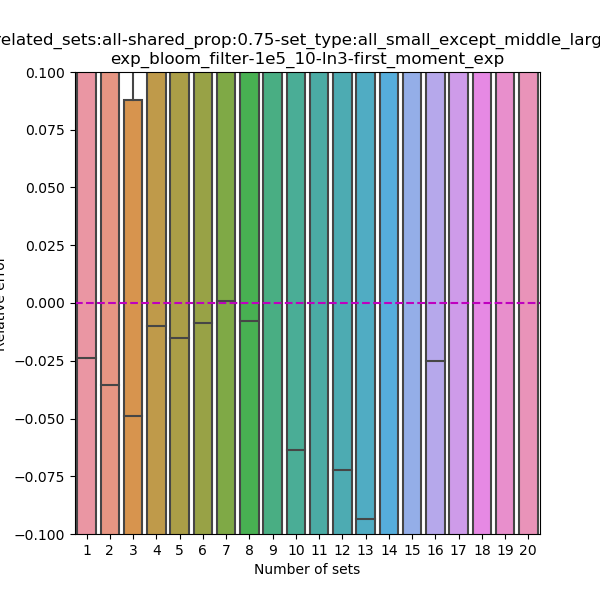 related_sets:all-shared_prop:0.75-set_type:all_small_except_middle_larg
exp_bloom_filter-1e5_10-ln3-first_moment_exp
0.100
0.075
0.050
0.025
0.000
−0.025
−0.050
−0.075
−0.100
Relative error
1 2 3 4 5 6 7 8 9 10 11 12 13 14 15 16 17 18 19 20
Number of sets